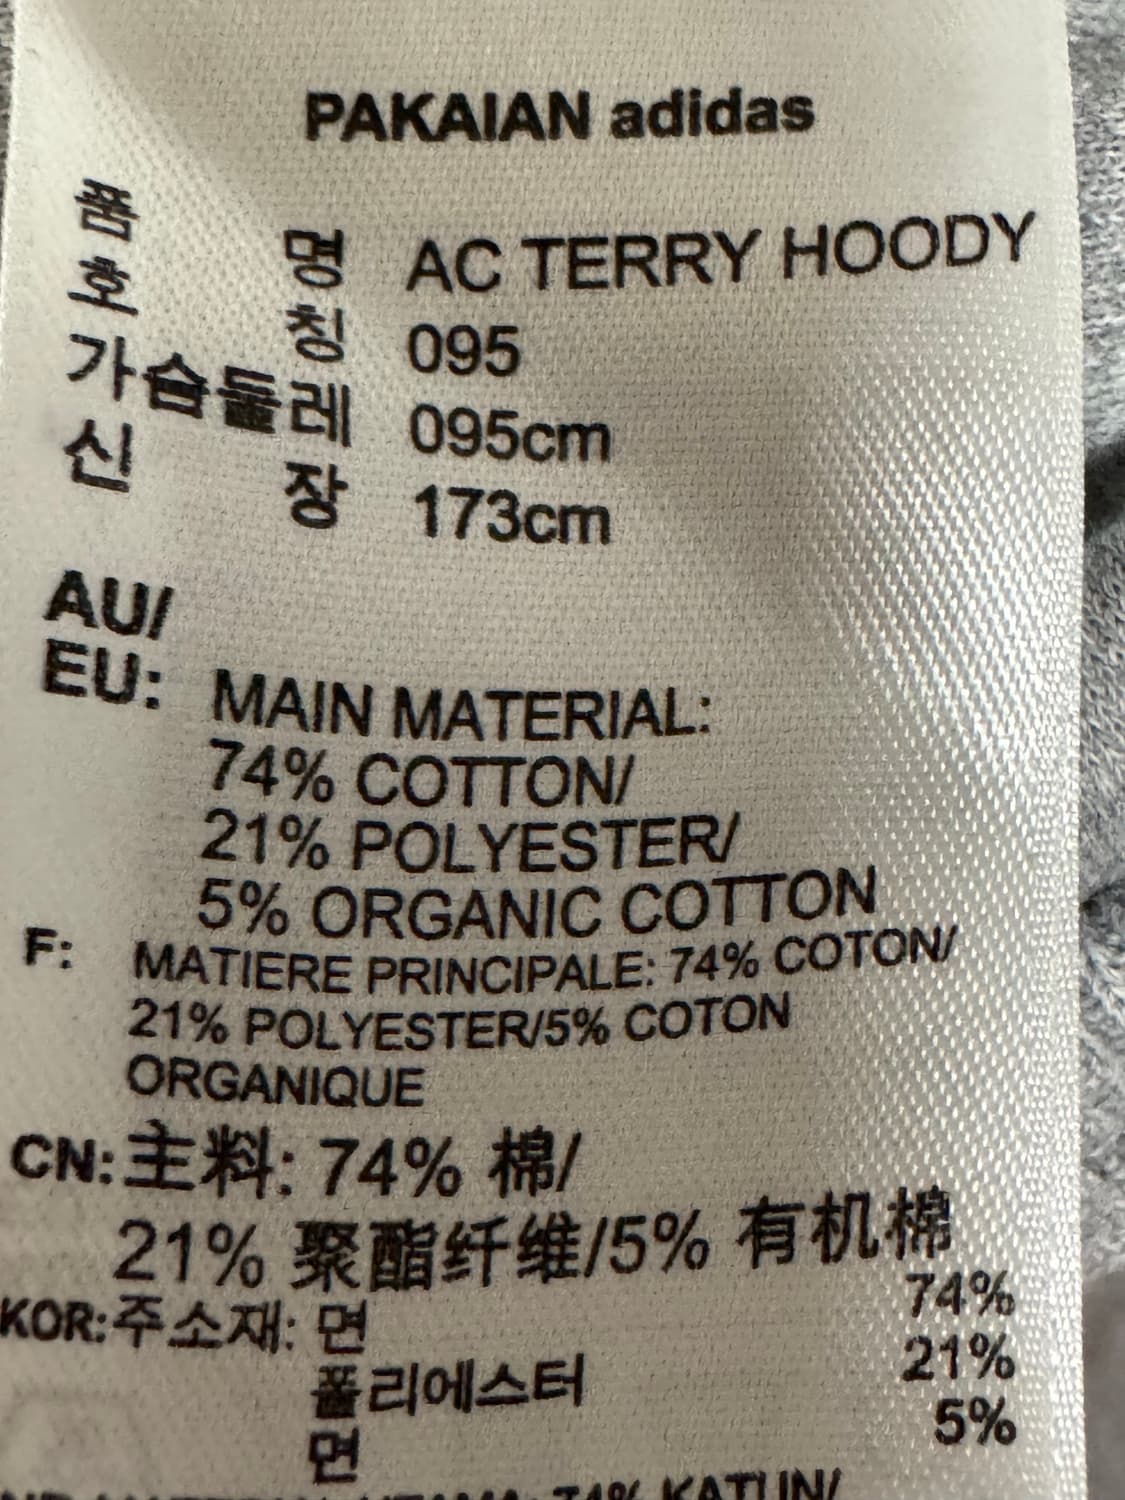 PAKAIAN adidas
품 명 AC TERRY HOODY
호 칭 095
가슴둘레 095cm
신 장 173cm
AU/
EU: MAIN MATERIAL:
74% COTTON/
21% POLYESTER/
5% ORGANIC COTTON
F: MATIERE PRINCIPALE: 74% COTON/
21% POLYESTER/5% COTON
ORGANIQUE
CN: 主料: 74% 棉/
21% 聚酯纤维/5% 有机棉
KOR: 주소재: 면 74%
폴리에스터 21%
면 5%
74% KATUN/